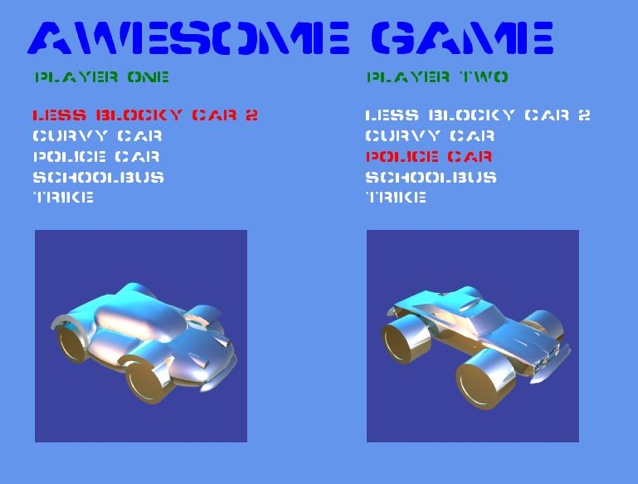 AWESOME GAME
PLAYER ONE
LESS BLOCKY CAR 2
CURVY CAR
POLICE CAR
SCHOOLBUS
TRIKE
PLAYER TWO
LESS BLOCKY CAR 2
CURVY CAR
POLICE CAR
SCHOOLBUS
TRIKE